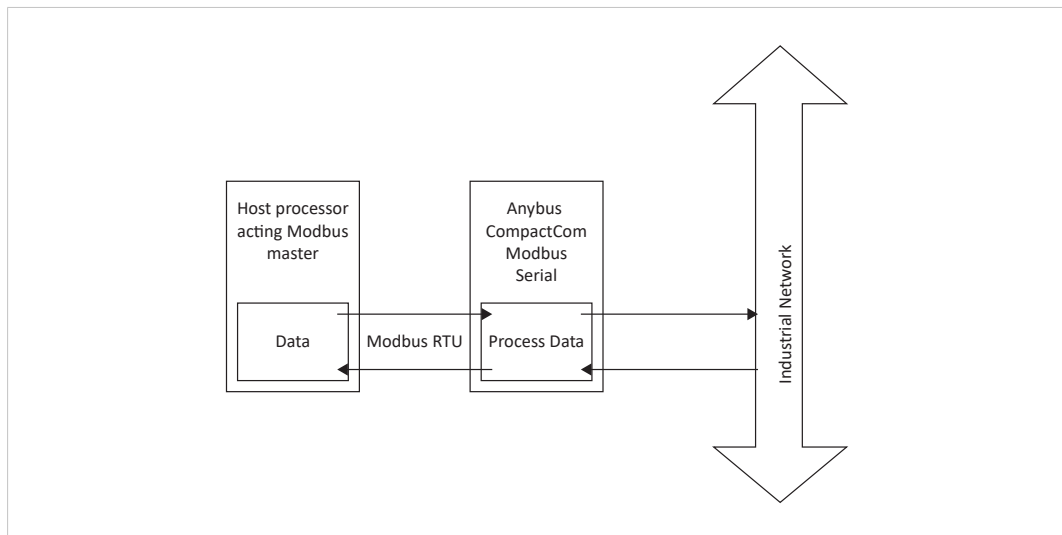 Host processor
acting Modbus
master
Data
Modbus RTU
Anybus
CompactCom
Modbus
Serial
Process Data
Industrial Network